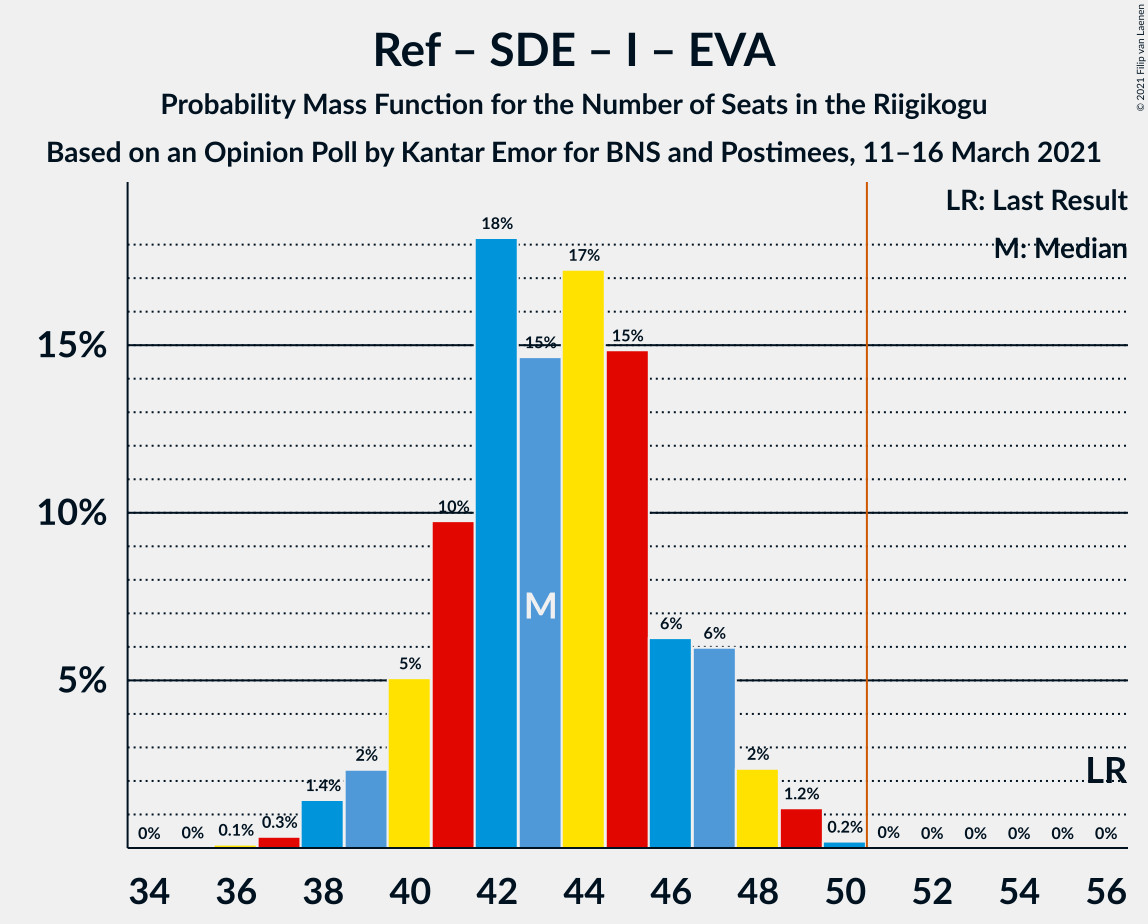 Ref – SDE – I – EVA
Probability Mass Function for the Number of Seats in the Riigikogu
Based on an Opinion Poll by Kantar Emor for BNS and Postimees, 11–16 March 2021
© 2021 Filip van Laenen
LR: Last Result
M: Median
15%
10%
5%
0% 0% 0.1% 0.3% 1.4% 2% 5% 10% 18% 15% 17% 15% 6% 6% 2% 1.2% 0.2% 0% 0% 0% 0% 0% 0%
M
LR
34 36 38 40 42 44 46 48 50 52 54 56